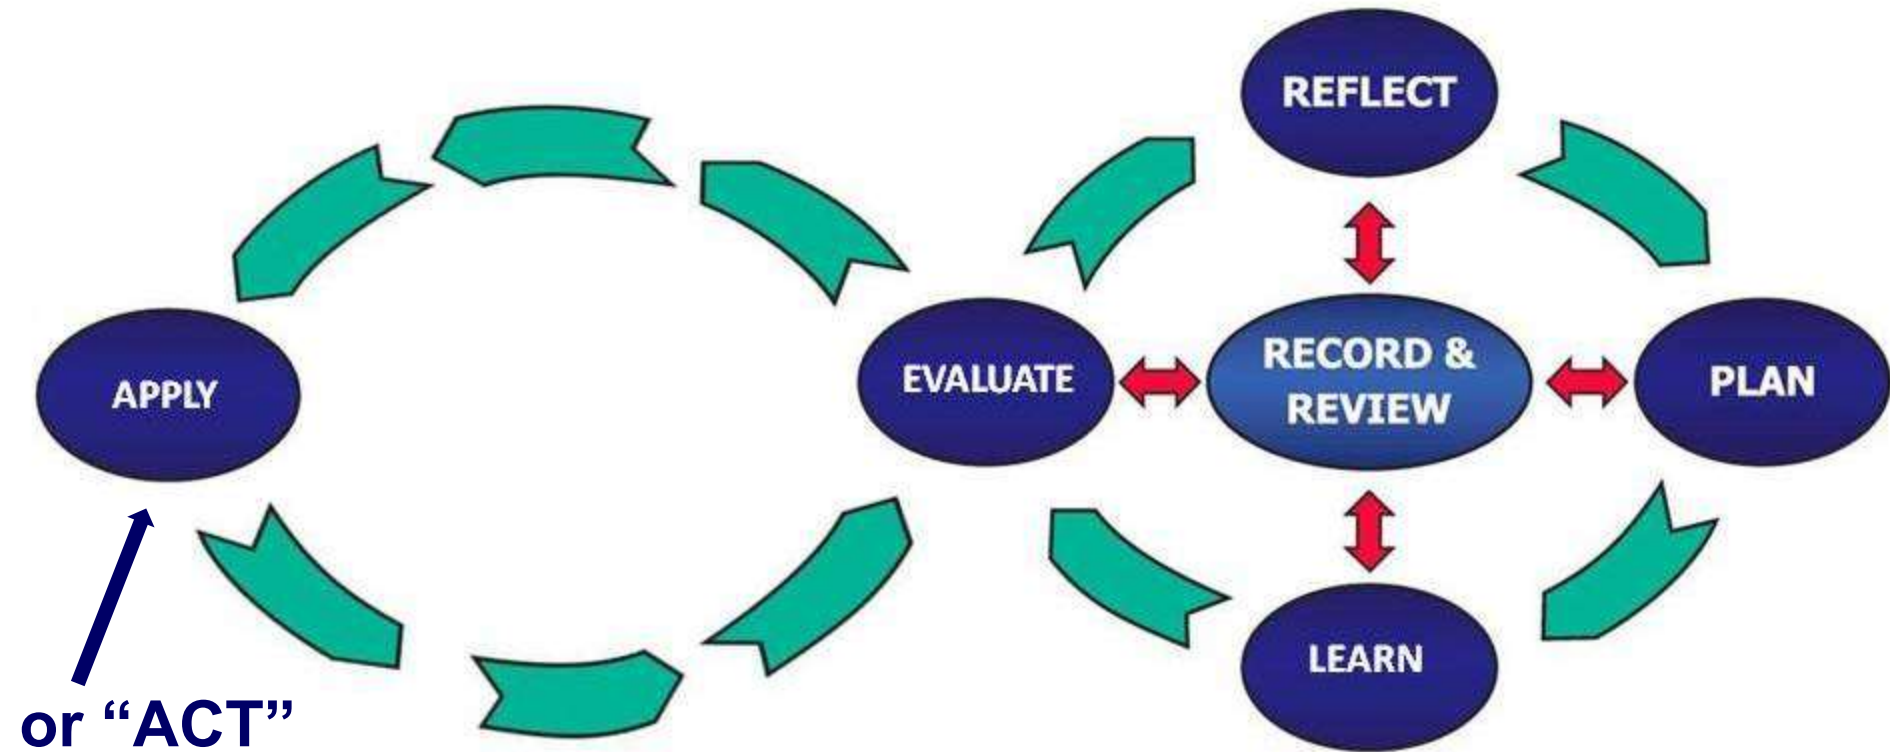 REFLECT
APPLY
EVALUATE
RECORD &
REVIEW
PLAN
LEARN
or “ACT”